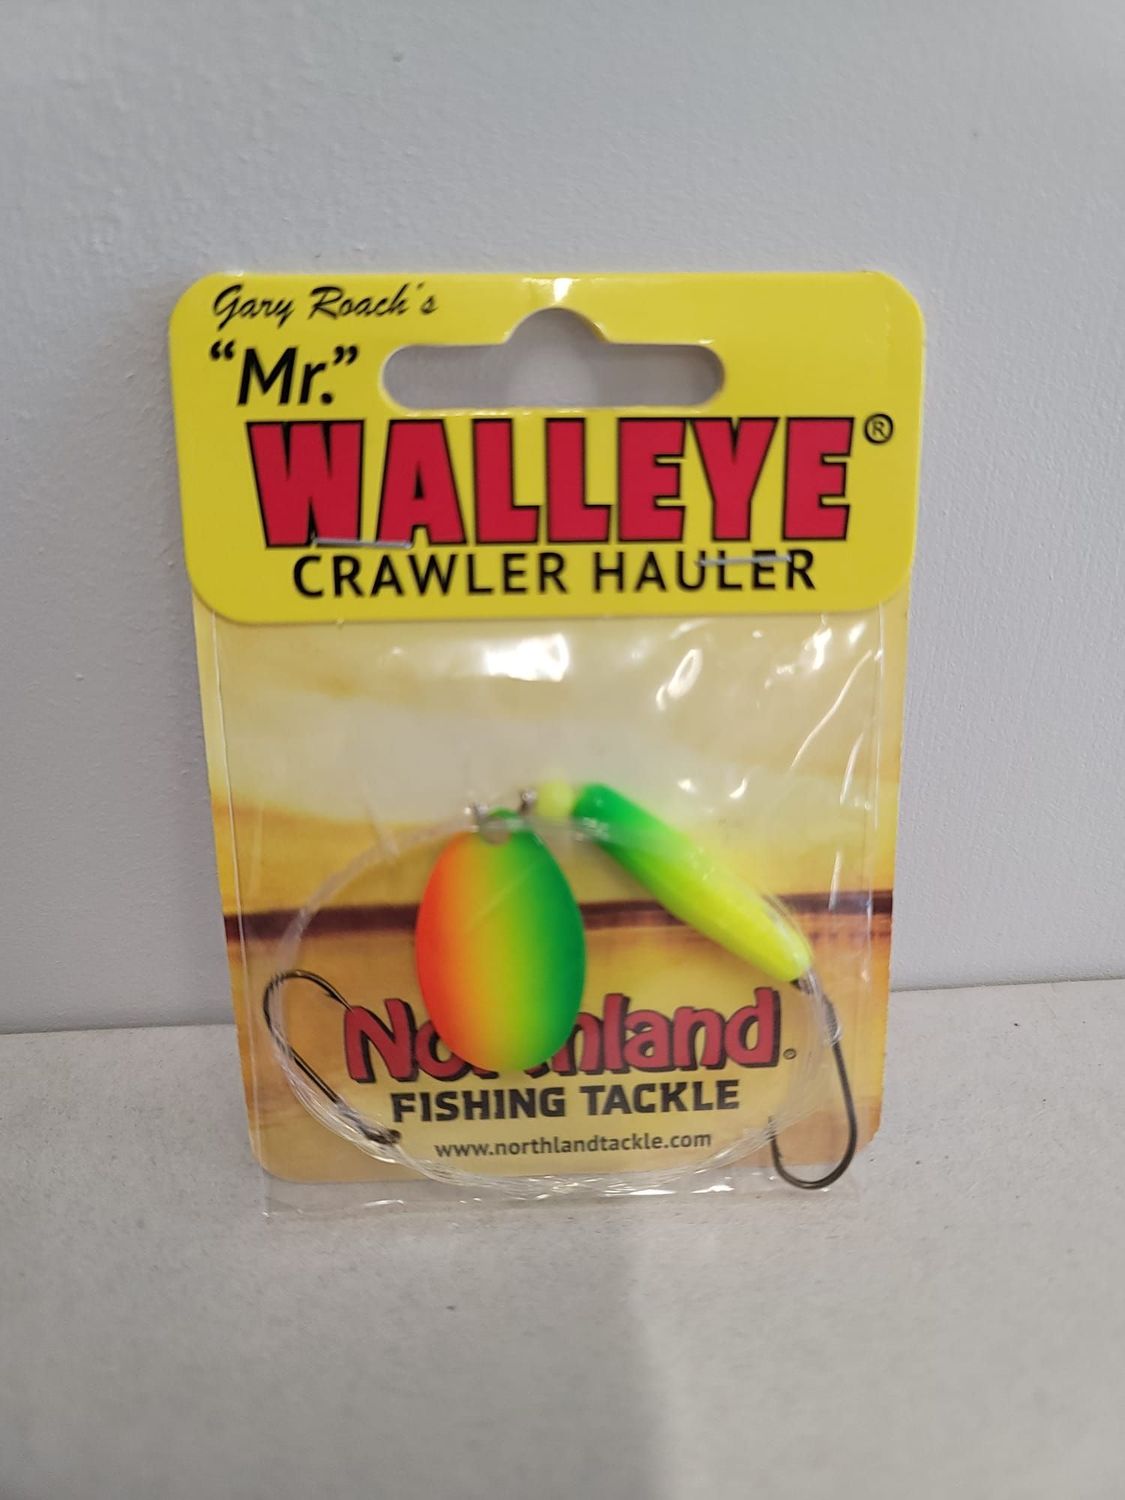 Gary Roach's
"Mr."
WALLEYE®
CRAWLER HAULER
Northland®
FISHING TACKLE
www.northlandtackle.com